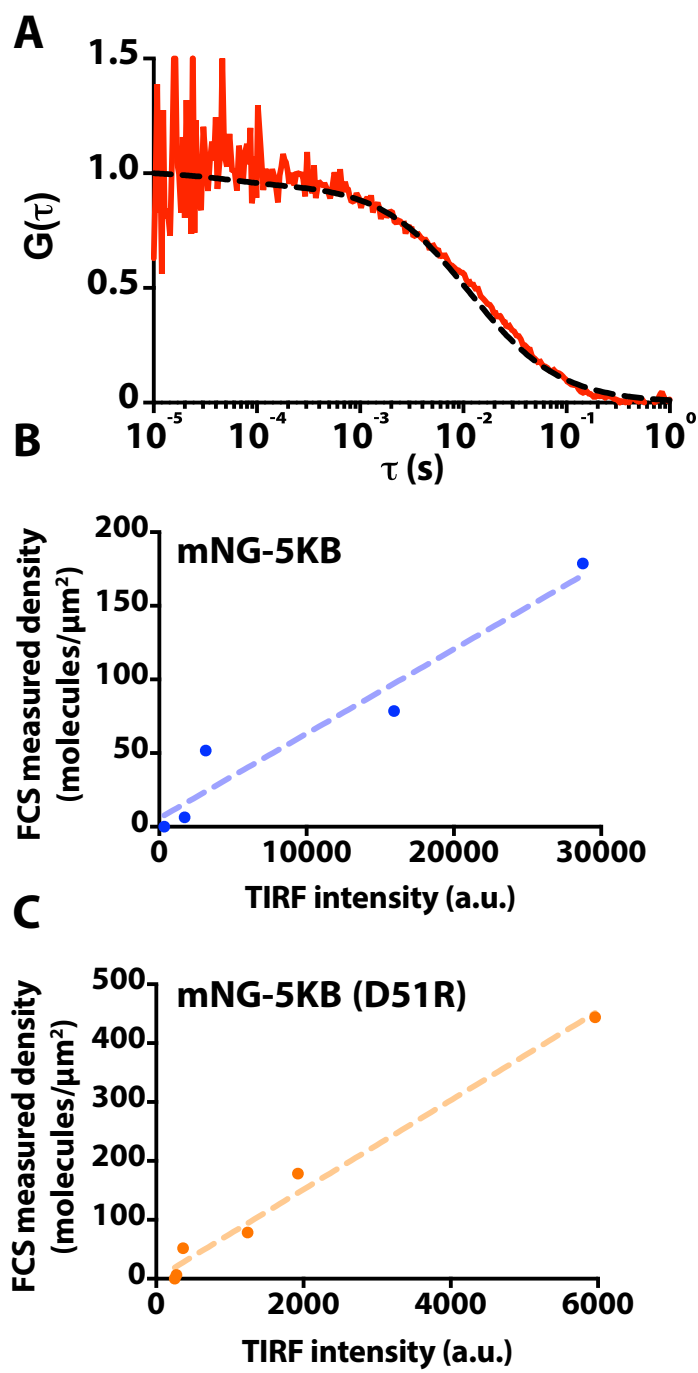 A
1.5
1.0
0.5
0
G(τ)
10⁻⁵ 10⁻⁴ 10⁻³ 10⁻² 10⁻¹ 10⁰
τ (s)
B
mNG-5KB
200
150
100
50
0
FCS measured density
(molecules/μm²)
0 10000 20000 30000
TIRF intensity (a.u.)
C
mNG-5KB (D51R)
500
400
300
200
100
0
FCS measured density
(molecules/μm²)
0 2000 4000 6000
TIRF intensity (a.u.)